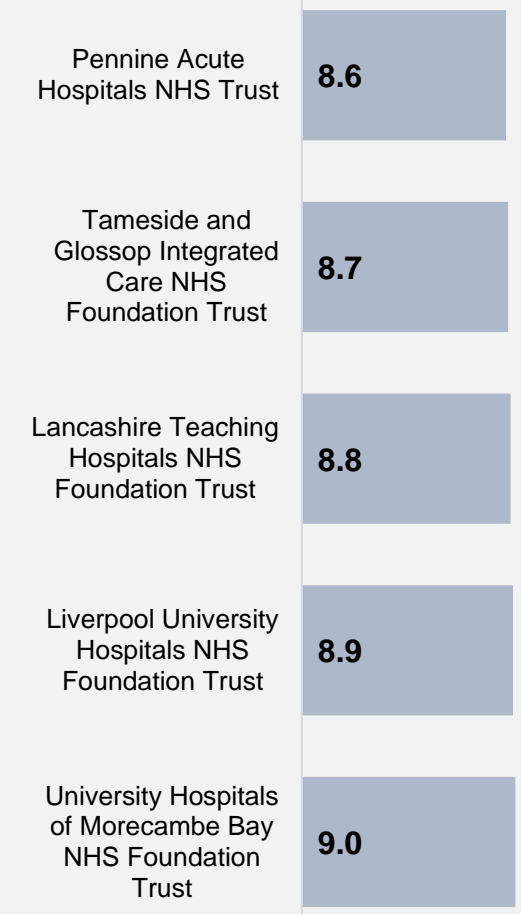 Pennine Acute
Hospitals NHS Trust
8.6
Tameside and
Glossop Integrated
Care NHS
Foundation Trust
8.7
Lancashire Teaching
Hospitals NHS
Foundation Trust
8.8
Liverpool University
Hospitals NHS
Foundation Trust
8.9
University Hospitals
of Morecambe Bay
NHS Foundation
Trust
9.0